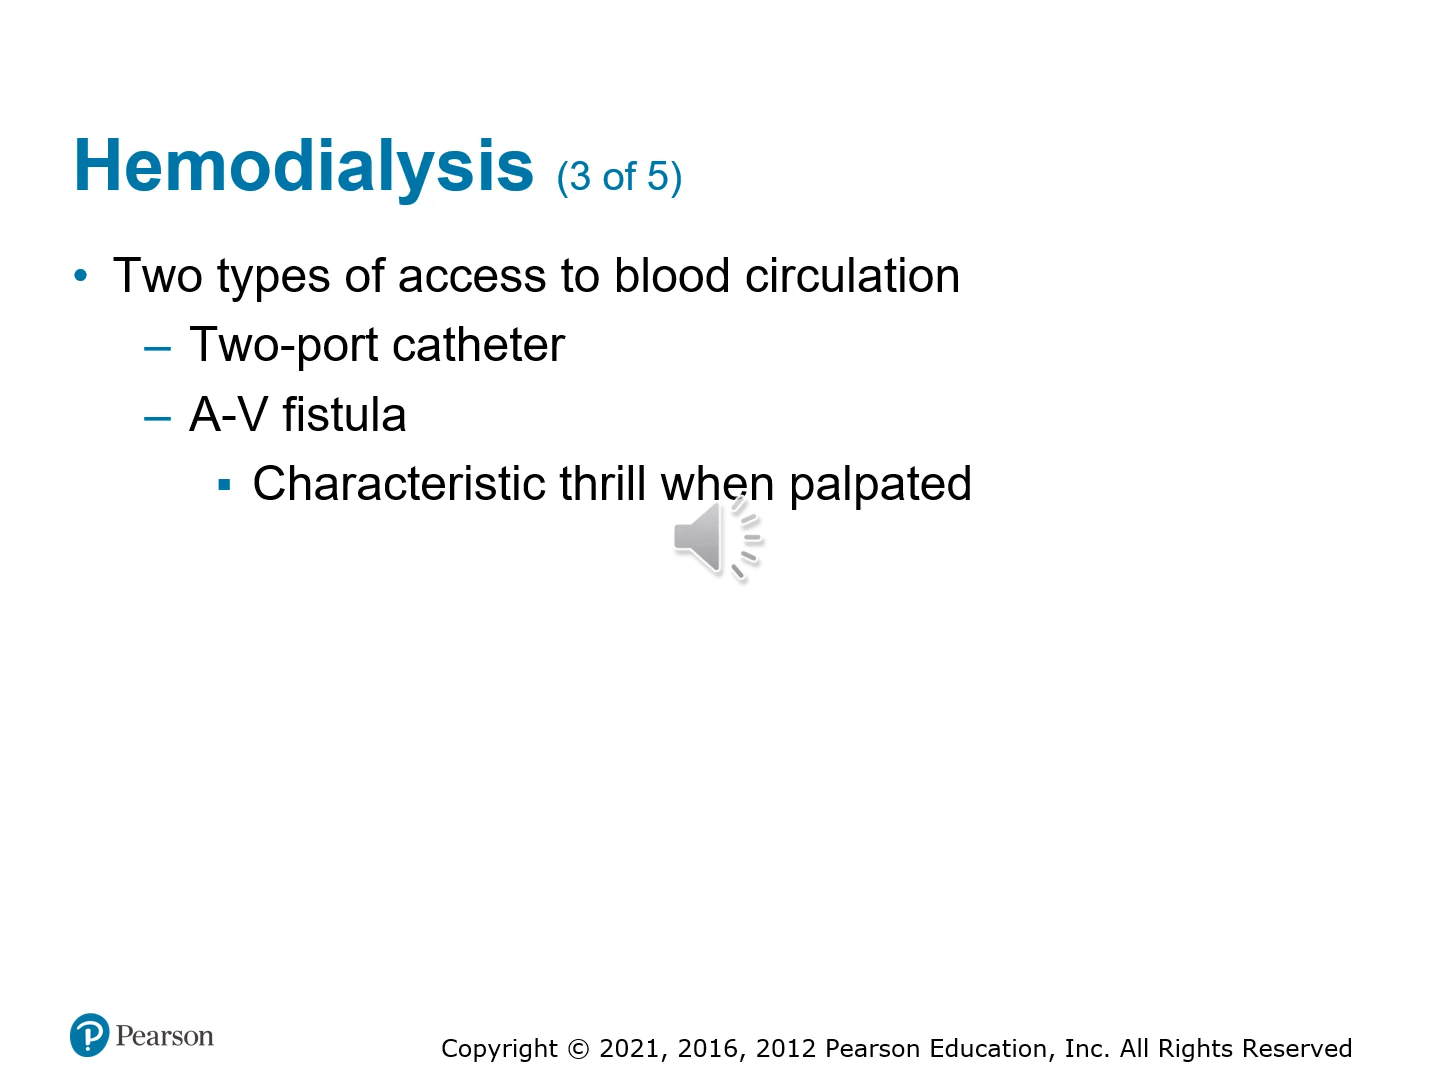 Hemodialysis (3 of 5)
• Two types of access to blood circulation
– Two-port catheter
– A-V fistula
▪ Characteristic thrill when palpated
Pearson
Copyright © 2021, 2016, 2012 Pearson Education, Inc. All Rights Reserved